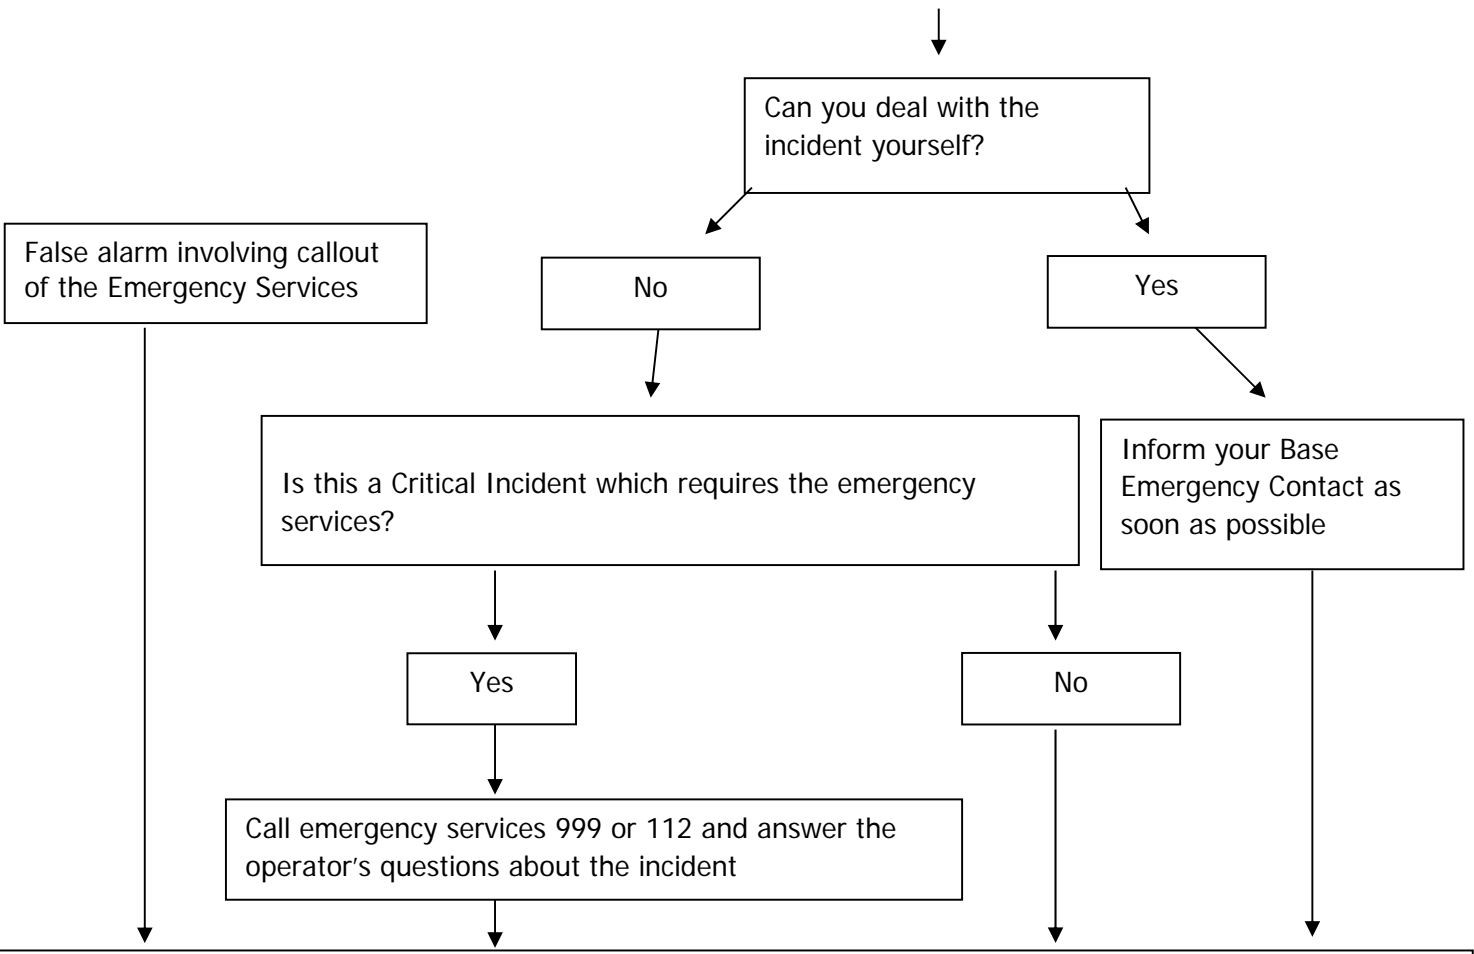 Can you deal with the
incident yourself?
False alarm involving callout
of the Emergency Services
No
Yes
Is this a Critical Incident which requires the emergency
services?
Inform your Base
Emergency Contact as
soon as possible
Yes
No
Call emergency services 999 or 112 and answer the
operator's questions about the incident